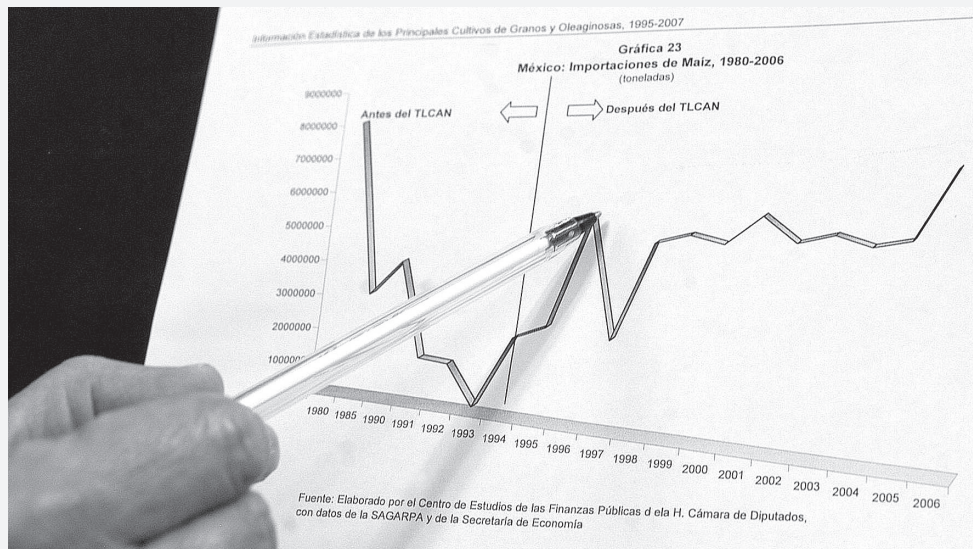 Información Estadística de los Principales Cultivos de Granos y Oleaginosas, 1995-2007
Gráfica 23
México: Importaciones de Maiz, 1980-2006
(toneladas)
Antes del TLCAN
Después del TLCAN
9000000
8000000
7000000
6000000
5000000
4000000
3000000
2000000
1980 1985 1990 1991 1992 1993 1994 1995 1996 1997 1998 1999 2000 2001 2002 2003 2004 2005 2006
Fuente: Elaborado por el Centro de Estudios de las Finanzas Públicas d ela H. Cámara de Diputados,
con datos de la SAGARPA y de la Secretaría de Economía